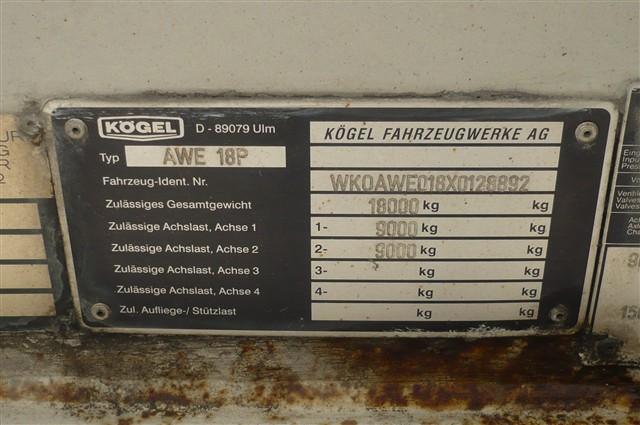 KÖGEL D - 89079 Ulm KÖGEL FAHRZEUGWERKE AG
Typ AWE 18P
Fahrzeug-Ident. Nr. WK0AWE018X0128892
Zulässiges Gesamtgewicht 18000 kg kg
Zulässige Achslast, Achse 1 1- 9000 kg kg
Zulässige Achslast, Achse 2 2- 9000 kg kg
Zulässige Achslast, Achse 3 3- kg kg
Zulässige Achslast, Achse 4 4- kg kg
Zul. Aufliege-/ Stützlast kg kg